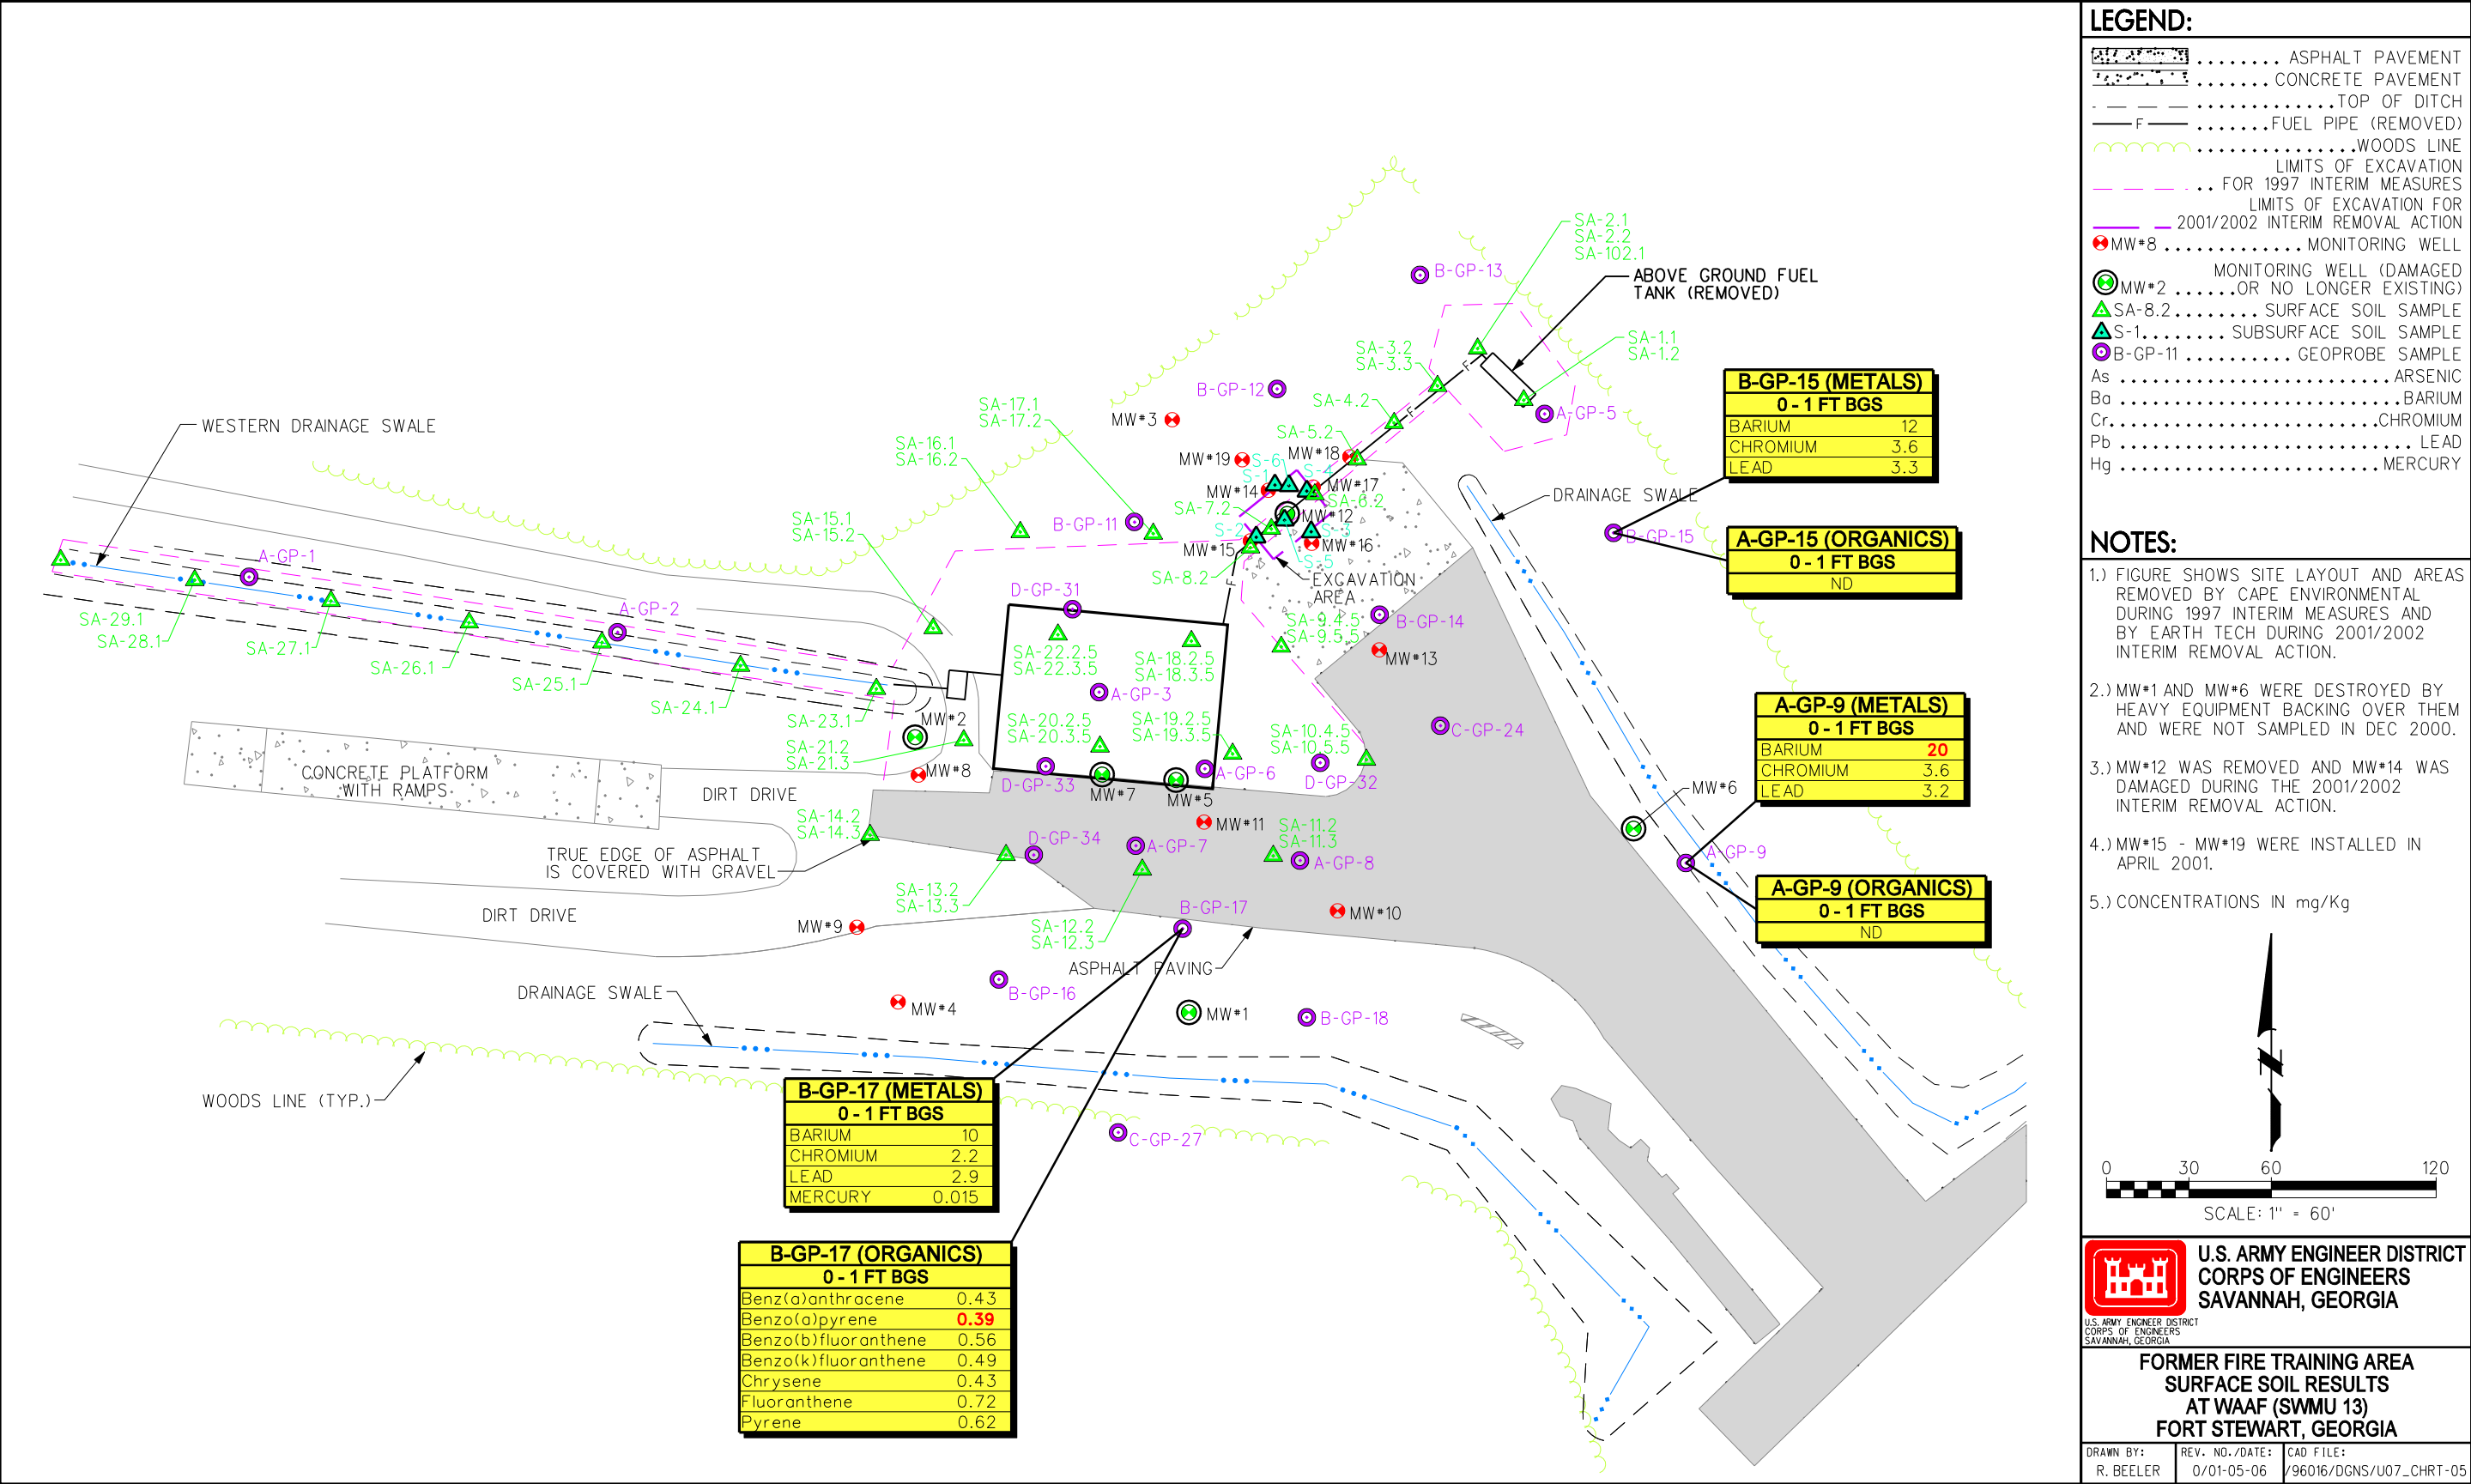 SA-2.1
SA-2.2
SA-102.1
B-GP-13
ABOVE GROUND FUEL
TANK (REMOVED)
SA-3.2
SA-3.3
SA-1.1
SA-1.2
F
B-GP-12
SA-4.2
F
A-GP-5
MW#3
SA-17.1
SA-17.2
SA-5.2
WESTERN DRAINAGE SWALE
SA-16.1
SA-16.2
MW#19
S-6
MW#18
S-1
S-4
MW#14
MW#17
SA-6.2
SA-7.2
MW#12
B-GP-11
S-2
S-3
MW#15
MW#16
S-5
SA-8.2
F
EXCAVATION
AREA
DRAINAGE SWALE
B-GP-15
SA-15.1
SA-15.2
A-GP-1
A-GP-2
D-GP-31
SA-9.4.5
SA-9.5.5
B-GP-14
MW#13
SA-29.1
SA-28.1
SA-27.1
SA-26.1
SA-25.1
SA-24.1
SA-23.1
SA-22.2.5
SA-22.3.5
SA-18.2.5
SA-18.3.5
A-GP-3
SA-20.2.5
SA-20.3.5
SA-19.2.5
SA-19.3.5
SA-10.4.5
SA-10.5.5
C-GP-24
MW#2
SA-21.2
SA-21.3
MW#8
D-GP-33
MW#7
MW#5
A-GP-6
D-GP-32
CONCRETE PLATFORM
WITH RAMPS
DIRT DRIVE
MW#6
SA-14.2
SA-14.3
MW#11
SA-11.2
SA-11.3
D-GP-34
A-GP-7
A-GP-8
A-GP-9
TRUE EDGE OF ASPHALT
IS COVERED WITH GRAVEL
SA-13.2
SA-13.3
DIRT DRIVE
MW#9
SA-12.2
SA-12.3
B-GP-17
MW#10
ASPHALT PAVING
DRAINAGE SWALE
B-GP-16
MW#4
MW#1
B-GP-18
WOODS LINE (TYP.)
C-GP-27
B-GP-15 (METALS)
0 - 1 FT BGS
BARIUM 12
CHROMIUM 3.6
LEAD 3.3
A-GP-15 (ORGANICS)
0 - 1 FT BGS
ND
A-GP-9 (METALS)
0 - 1 FT BGS
BARIUM 20
CHROMIUM 3.6
LEAD 3.2
A-GP-9 (ORGANICS)
0 - 1 FT BGS
ND
B-GP-17 (METALS)
0 - 1 FT BGS
BARIUM 10
CHROMIUM 2.2
LEAD 2.9
MERCURY 0.015
B-GP-17 (ORGANICS)
0 - 1 FT BGS
Benz(a)anthracene 0.43
Benzo(a)pyrene 0.39
Benzo(b)fluoranthene 0.56
Benzo(k)fluoranthene 0.49
Chrysene 0.43
Fluoranthene 0.72
Pyrene 0.62
LEGEND:
........ ASPHALT PAVEMENT
....... CONCRETE PAVEMENT
............. TOP OF DITCH
F ....... FUEL PIPE (REMOVED)
............... WOODS LINE
LIMITS OF EXCAVATION
.. FOR 1997 INTERIM MEASURES
LIMITS OF EXCAVATION FOR
2001/2002 INTERIM REMOVAL ACTION
MW#8 ............. MONITORING WELL
MONITORING WELL (DAMAGED
MW#2 ...... OR NO LONGER EXISTING)
SA-8.2 ........ SURFACE SOIL SAMPLE
S-1 ........ SUBSURFACE SOIL SAMPLE
B-GP-11 .......... GEOPROBE SAMPLE
As .......................... ARSENIC
Ba ........................... BARIUM
Cr ......................... CHROMIUM
Pb ............................ LEAD
Hg ......................... MERCURY
NOTES:
1.) FIGURE SHOWS SITE LAYOUT AND AREAS
REMOVED BY CAPE ENVIRONMENTAL
DURING 1997 INTERIM MEASURES AND
BY EARTH TECH DURING 2001/2002
INTERIM REMOVAL ACTION.
2.) MW#1 AND MW#6 WERE DESTROYED BY
HEAVY EQUIPMENT BACKING OVER THEM
AND WERE NOT SAMPLED IN DEC 2000.
3.) MW#12 WAS REMOVED AND MW#14 WAS
DAMAGED DURING THE 2001/2002
INTERIM REMOVAL ACTION.
4.) MW#15 - MW#19 WERE INSTALLED IN
APRIL 2001.
5.) CONCENTRATIONS IN mg/Kg
N
0 30 60 120
SCALE: 1" = 60'
U.S. ARMY ENGINEER DISTRICT
CORPS OF ENGINEERS
SAVANNAH, GEORGIA
U.S. ARMY ENGINEER DISTRICT
CORPS OF ENGINEERS
SAVANNAH, GEORGIA
FORMER FIRE TRAINING AREA
SURFACE SOIL RESULTS
AT WAAF (SWMU 13)
FORT STEWART, GEORGIA
DRAWN BY: REV. NO./DATE: CAD FILE:
R. BEELER 0/01-05-06 /96016/DGNS/U07_CHRT-05